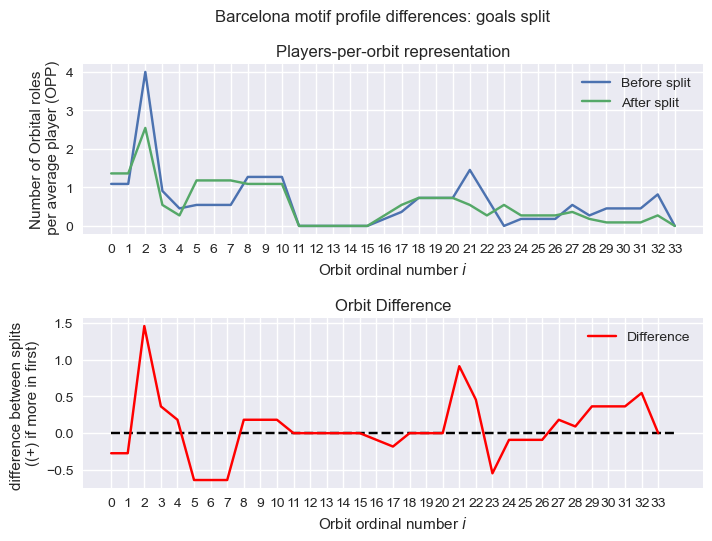 Barcelona motif profile differences: goals split
Players-per-orbit representation
Number of Orbital roles
per average player (OPP)
4
3
2
1
0
Before split
After split
0 1 2 3 4 5 6 7 8 9 10 11 12 13 14 15 16 17 18 19 20 21 22 23 24 25 26 27 28 29 30 31 32 33
Orbit ordinal number i
Orbit Difference
difference between splits
((+) if more in first)
1.5
1.0
0.5
0.0
−0.5
Difference
0 1 2 3 4 5 6 7 8 9 10 11 12 13 14 15 16 17 18 19 20 21 22 23 24 25 26 27 28 29 30 31 32 33
Orbit ordinal number i